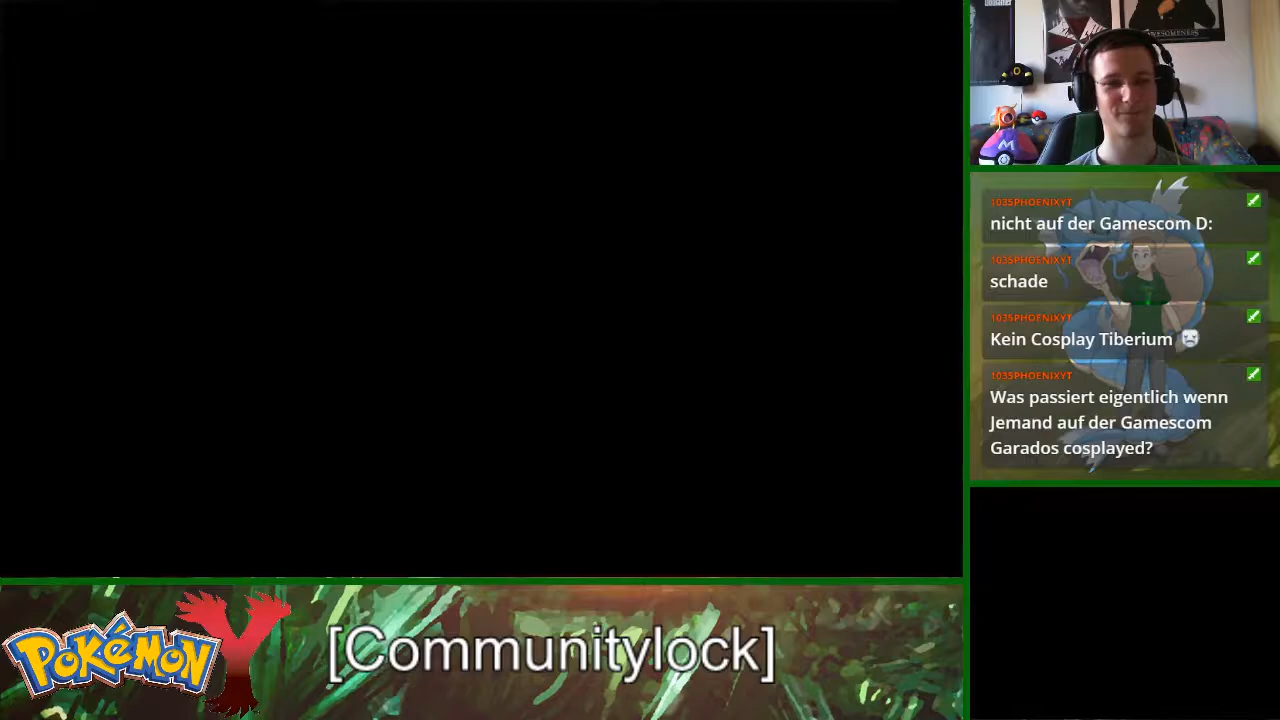 AWESOMENESS
M
1035PHOENIXYT
nicht auf der Gamescom D:
1035PHOENIXYT
schade
1035PHOENIXYT
Kein Cosplay Tiberium
1035PHOENIXYT
Was passiert eigentlich wenn
Jemand auf der Gamescom
Garados cosplayed?
POKÉMON Y
[Communitylock]